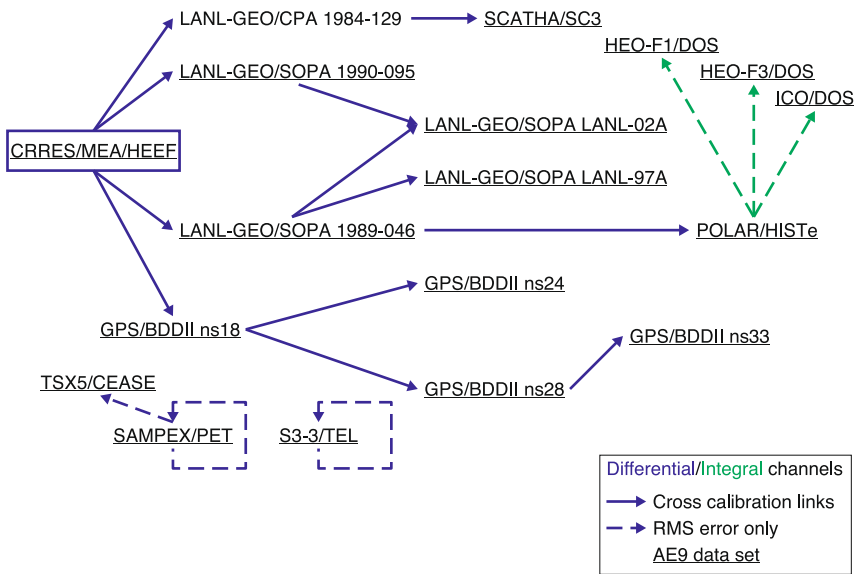 LANL-GEO/CPA 1984-129
SCATHA/SC3
HEO-F1/DOS
LANL-GEO/SOPA 1990-095
HEO-F3/DOS
ICO/DOS
LANL-GEO/SOPA LANL-02A
CRRES/MEA/HEEF
LANL-GEO/SOPA LANL-97A
LANL-GEO/SOPA 1989-046
POLAR/HISTe
GPS/BDDII ns24
GPS/BDDII ns18
GPS/BDDII ns33
TSX5/CEASE
GPS/BDDII ns28
SAMPEX/PET
S3-3/TEL
Differential/Integral channels
Cross calibration links
RMS error only
AE9 data set